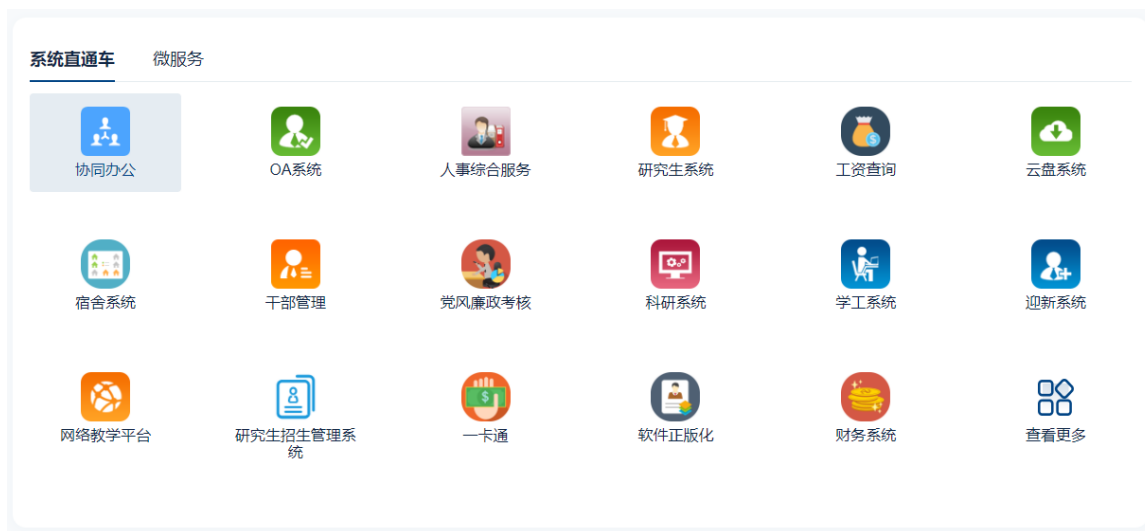 系统直通车 微服务
协同办公 OA系统 人事综合服务 研究生系统 工资查询 云盘系统
宿舍系统 干部管理 党风廉政考核 科研系统 学工系统 迎新系统
网络教学平台 研究生招生管理系 一卡通 软件正版化 财务系统 查看更多
统